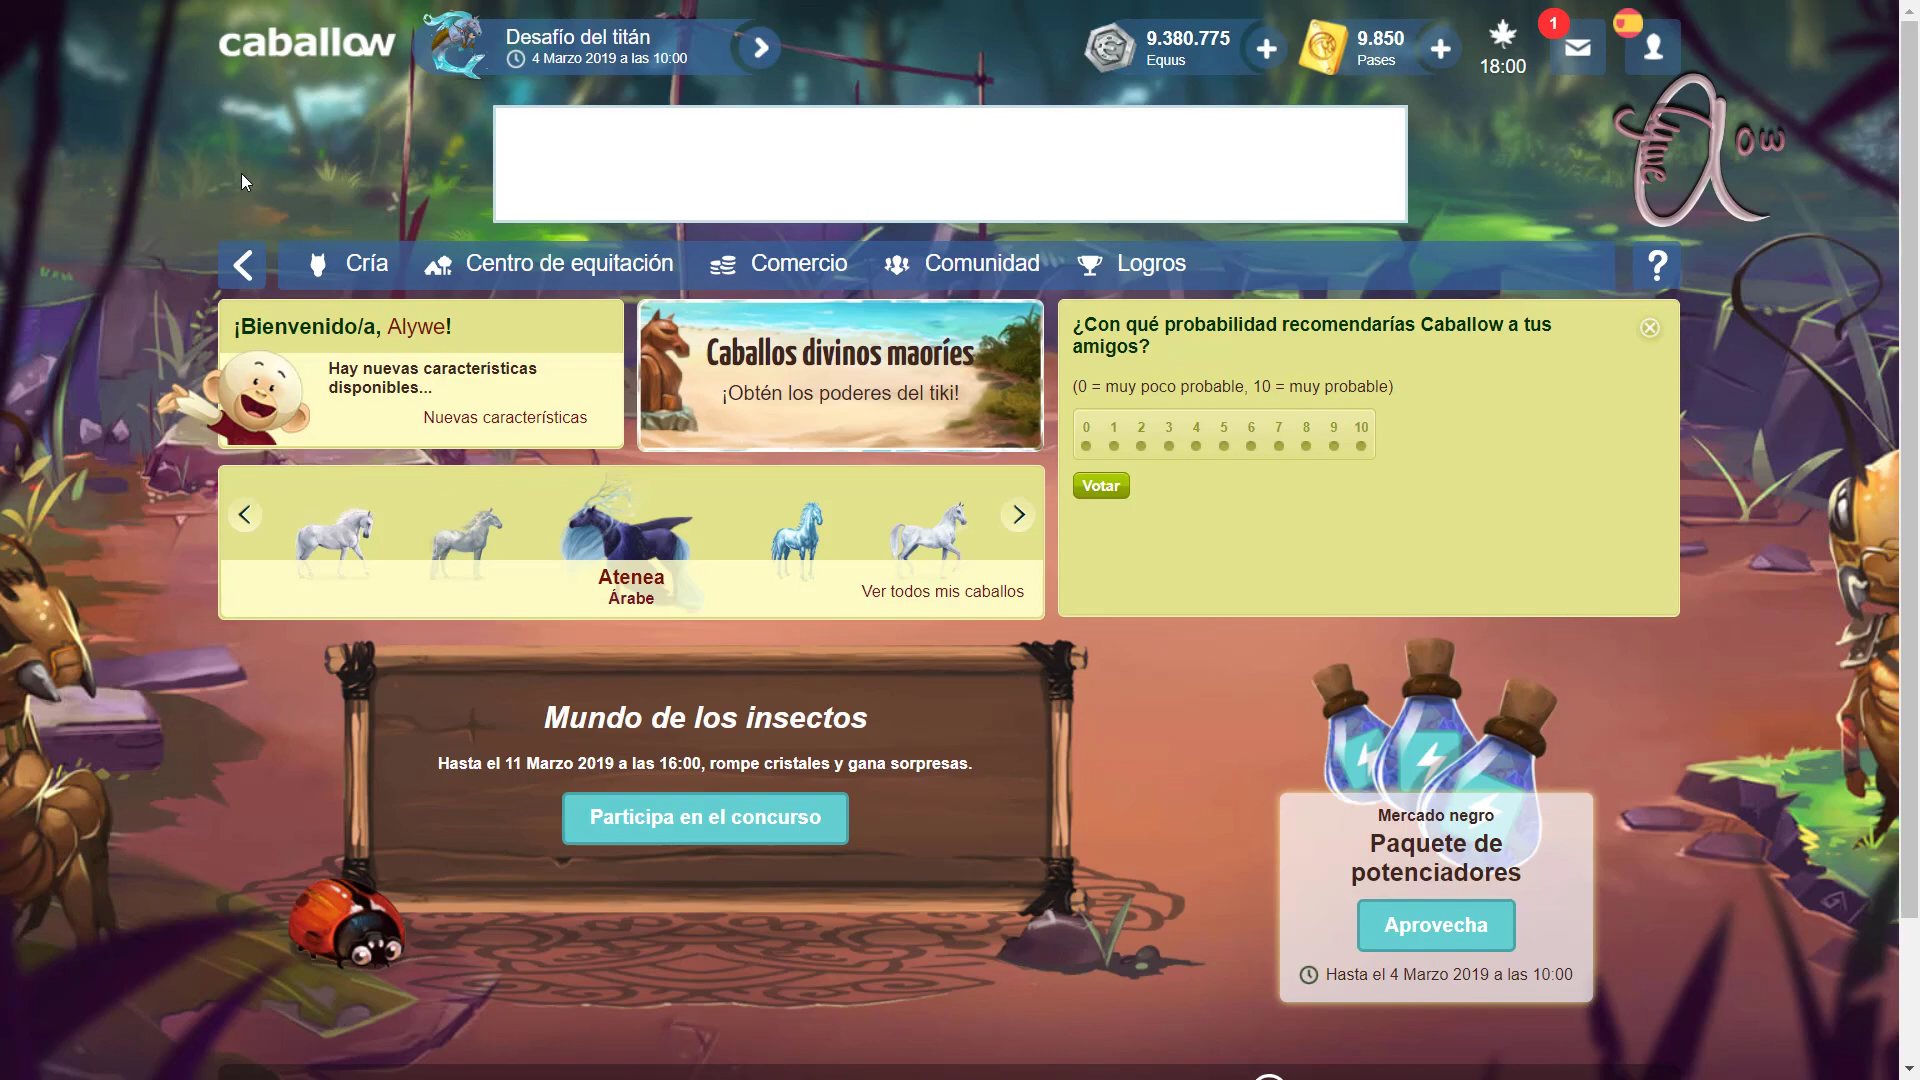 caballow
Desafío del titán
4 Marzo 2019 a las 10:00
9.380.775
Equus
9.850
Pases
18:00
1
Alywe
ow
Cría
Centro de equitación
Comercio
Comunidad
Logros
?
¡Bienvenido/a, Alywe!
Hay nuevas características
disponibles...
Nuevas características
Caballos divinos maoríes
¡Obtén los poderes del tiki!
¿Con qué probabilidad recomendarías Caballow a tus
amigos?
(0 = muy poco probable, 10 = muy probable)
0 1 2 3 4 5 6 7 8 9 10
Votar
Atenea
Árabe
Ver todos mis caballos
Mundo de los insectos
Hasta el 11 Marzo 2019 a las 16:00, rompe cristales y gana sorpresas.
Participa en el concurso
Mercado negro
Paquete de
potenciadores
Aprovecha
Hasta el 4 Marzo 2019 a las 10:00